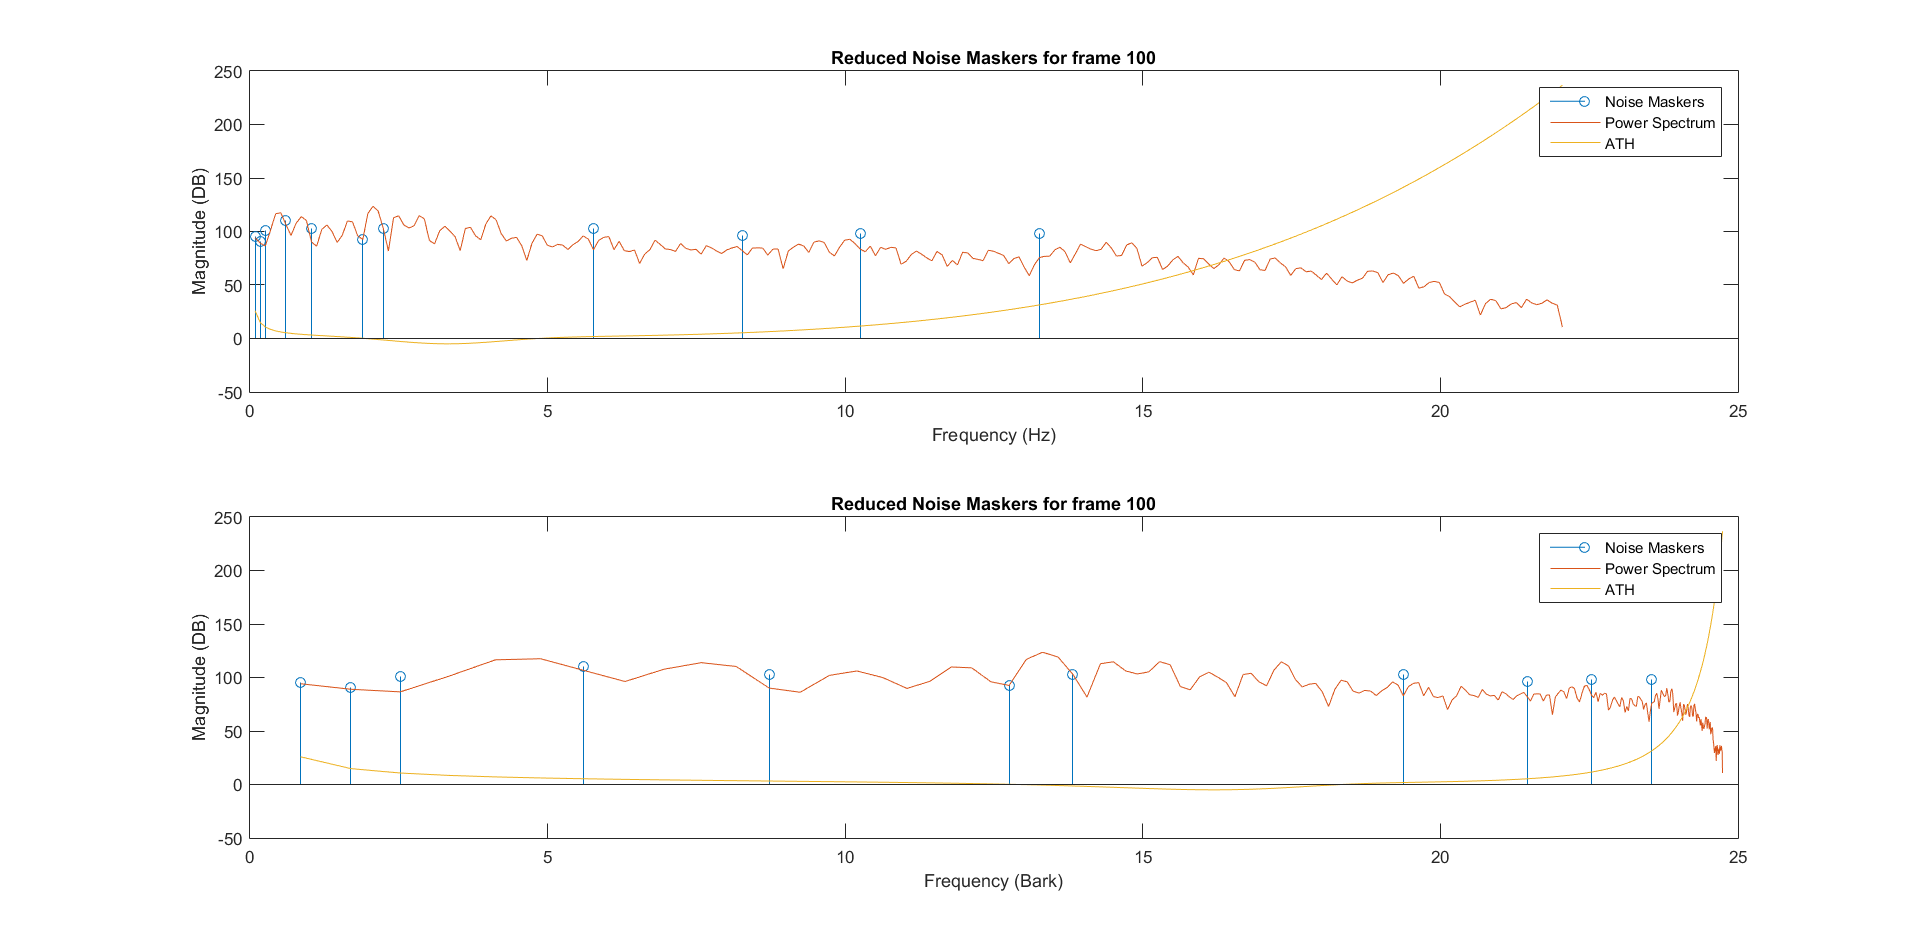 Reduced Noise Maskers for frame 100
250
200
150
100
50
0
-50
Magnitude (DB)
Noise Maskers
Power Spectrum
ATH
0 5 10 15 20 25
Frequency (Hz)
Reduced Noise Maskers for frame 100
250
200
150
100
50
0
-50
Magnitude (DB)
Noise Maskers
Power Spectrum
ATH
0 5 10 15 20 25
Frequency (Bark)